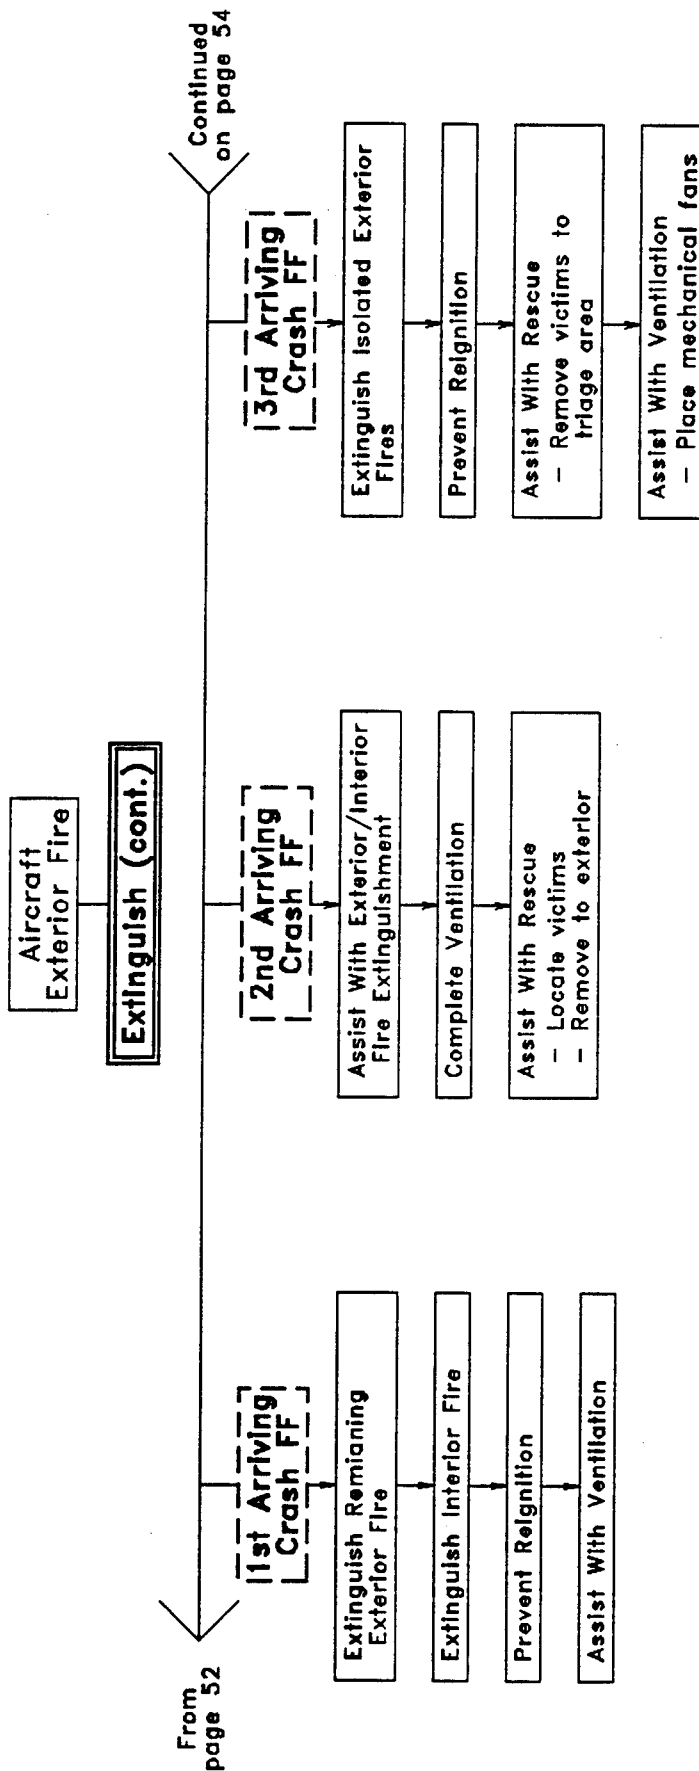 Aircraft
Exterior Fire
Extinguish (cont.)
From
page 52
Continued
on page 54
1st Arriving
Crash FF
Extinguish Remianing
Exterior Fire
Extinguish Interior Fire
Prevent Reignition
Assist With Ventilation
2nd Arriving
Crash FF
Assist With Exterior/Interior
Fire Extinguishment
Complete Ventilation
Assist With Rescue
- Locate victims
- Remove to exterior
3rd Arriving
Crash FF
Extinguish Isolated Exterior
Fires
Prevent Reignition
Assist With Rescue
- Remove victims to
triage area
Assist With Ventilation
- Place mechanical fans